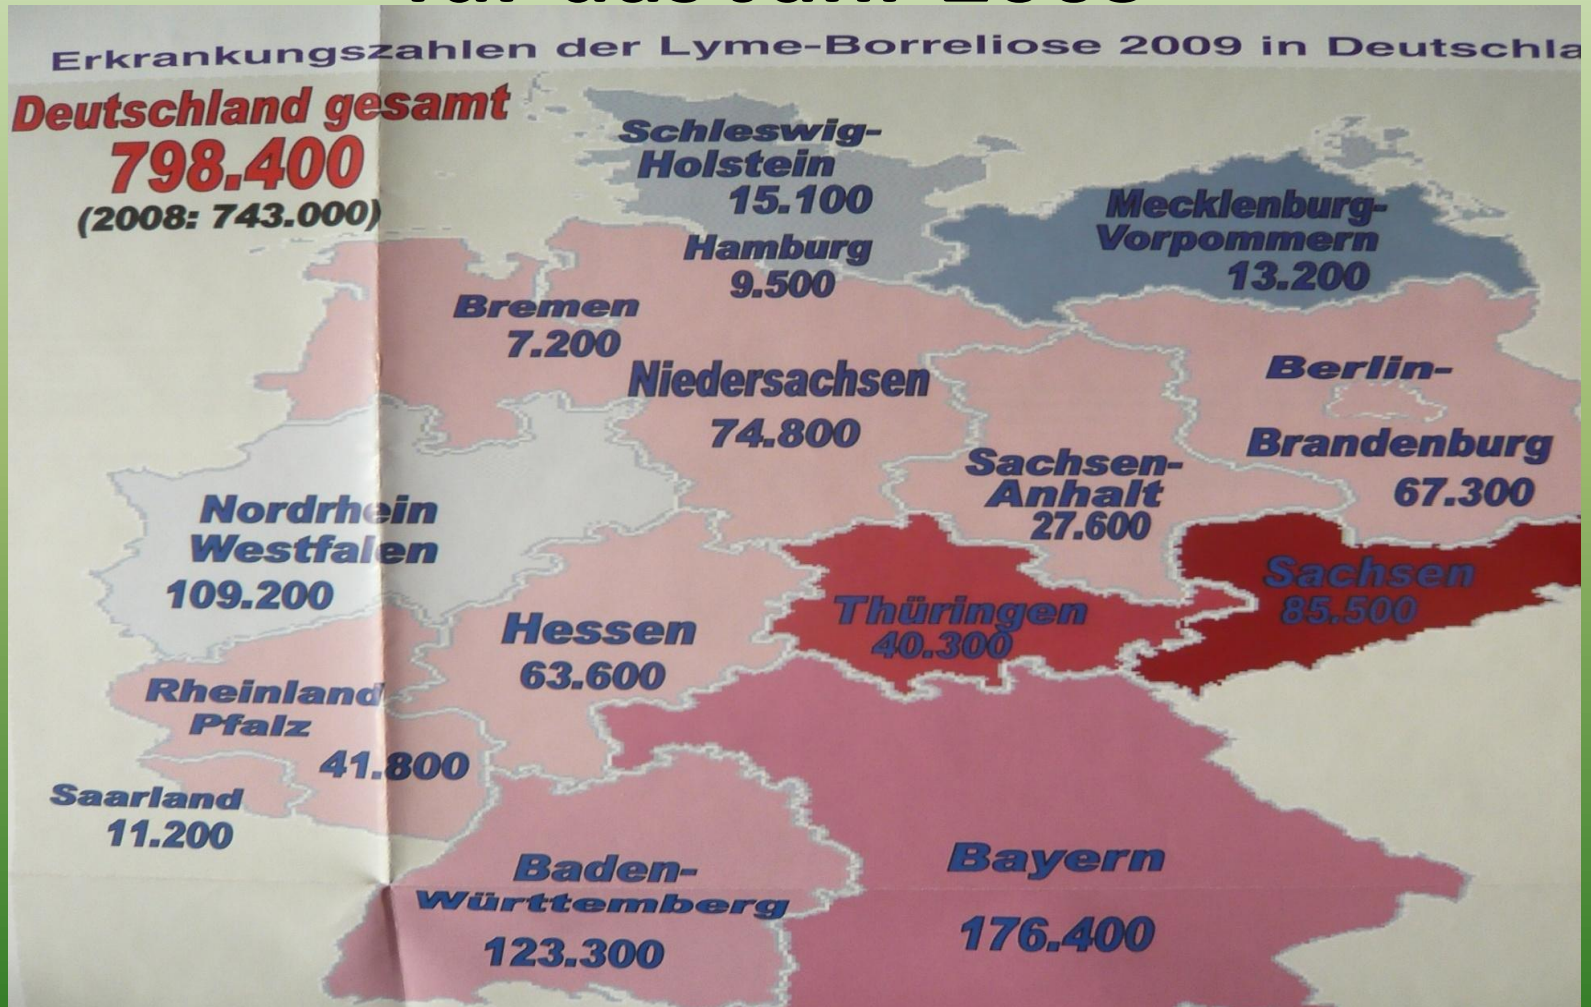 Erkrankungszahlen der Lyme-Borreliose 2009 in
Deutschland gesamt
798.400
(2008: 743.000)
Schleswig-
Holstein
15.100
Hamburg
9.500
Mecklenburg-
Vorpommern
13.200
Bremen
7.200
Niedersachsen
74.800
Berlin-
Brandenburg
67.300
Sachsen-
Anhalt
27.600
Nordrhein
Westfalen
109.200
Hessen
63.600
Thüringen
40.300
Sachsen
85.500
Rheinland
Pfalz
41.800
Saarland
11.200
Baden-
Württemberg
123.300
Bayern
176.400